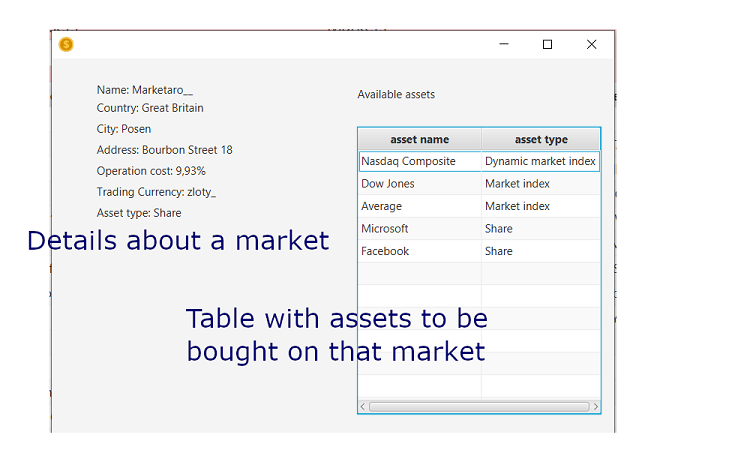 Name: Marketaro__
Country: Great Britain
City: Posen
Address: Bourbon Street 18
Operation cost: 9,93%
Trading Currency: zloty_
Asset type: Share
Details about a market
Available assets
asset name asset type
Nasdaq Composite Dynamic market index
Dow Jones Market index
Average Market index
Microsoft Share
Facebook Share
Table with assets to be
bought on that market